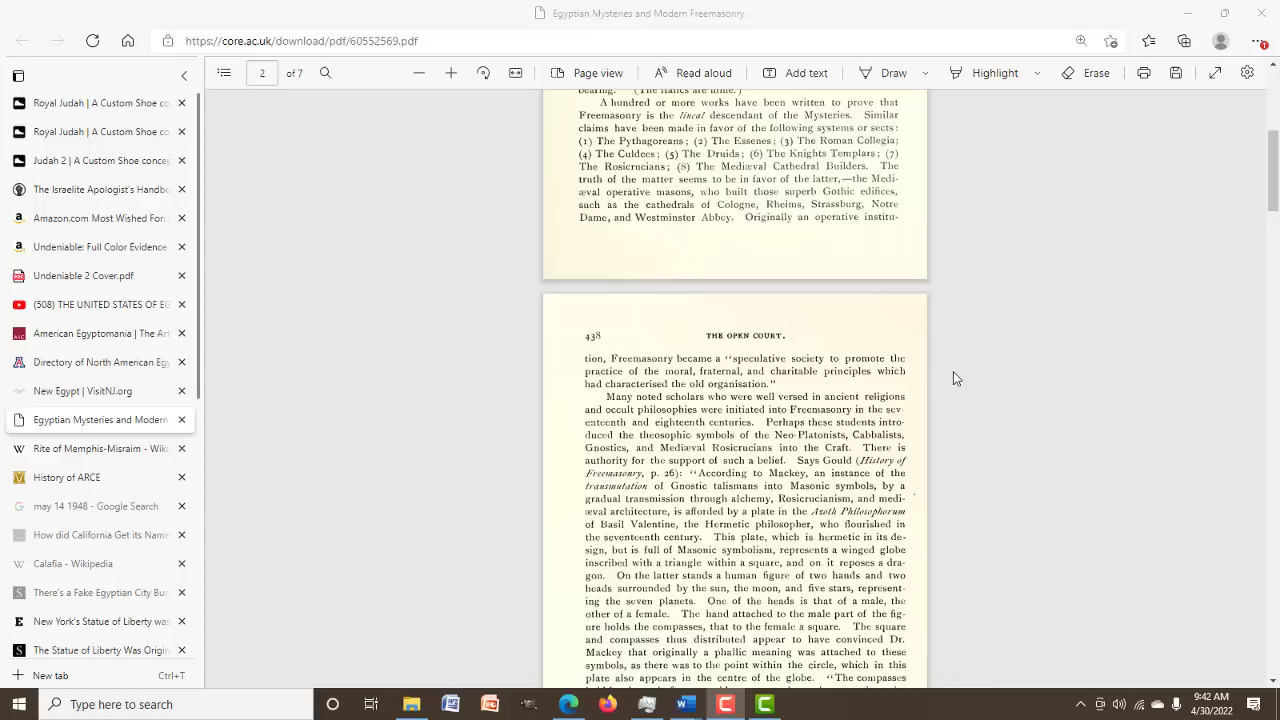 Egyptian Mysteries and Modern Freemasonry.
https://core.ac.uk/download/pdf/60552569.pdf
2 of 7
Page view
Read aloud
Add text
Draw
Highlight
Erase
Royal Judah | A Custom Shoe co
Royal Judah | A Custom Shoe co
Judah 2 | A Custom Shoe concep
The Israelite Apologist's Handbo
Amazon.com Most Wished For:
Undeniable: Full Color Evidence
Undeniable 2 Cover.pdf
(508) THE UNITED STATES OF EG
American Egyptomania | The Art
Directory of North American Egy
New Egypt | VisitNJ.org
Egyptian Mysteries and Modern
Rite of Memphis-Misraim - Wikip
History of ARCE
may 14 1948 - Google Search
How did California Get its Name
Calafia - Wikipedia
There's a Fake Egyptian City Bur
New York's Statue of Liberty was
The Statue of Liberty Was Origin
New tab
Ctrl+T
bearing. (The italics are mine.)
A hundred or more works have been written to prove that
Freemasonry is the lineal descendant of the Mysteries. Similar
claims have been made in favor of the following systems or sects:
(1) The Pythagoreans; (2) The Essenes; (3) The Roman Collegia;
(4) The Culdees; (5) The Druids; (6) The Knights Templars; (7)
The Rosicrucians; (8) The Mediæval Cathedral Builders. The
truth of the matter seems to be in favor of the latter,—the Medi-
æval operative masons, who built those superb Gothic edifices,
such as the cathedrals of Cologne, Rheims, Strassburg, Notre
Dame, and Westminster Abbey. Originally an operative institu-
438 THE OPEN COURT.
tion, Freemasonry became a "speculative society to promote the
practice of the moral, fraternal, and charitable principles which
had characterised the old organisation."
Many noted scholars who were well versed in ancient religions
and occult philosophies were initiated into Freemasonry in the sev-
enteenth and eighteenth centuries. Perhaps these students intro-
duced the theosophic symbols of the Neo-Platonists, Cabbalists,
Gnostics, and Mediæval Rosicrucians into the Craft. There is
authority for the support of such a belief. Says Gould (History of
Freemasonry, p. 26): "According to Mackey, an instance of the
transmutation of Gnostic talismans into Masonic symbols, by a
gradual transmission through alchemy, Rosicrucianism, and medi-
æval architecture, is afforded by a plate in the Azoth Philosophorum
of Basil Valentine, the Hermetic philosopher, who flourished in
the seventeenth century. This plate, which is hermetic in its de-
sign, but is full of Masonic symbolism, represents a winged globe
inscribed with a triangle within a square, and on it reposes a dra-
gon. On the latter stands a human figure of two hands and two
heads surrounded by the sun, the moon, and five stars, represent-
ing the seven planets. One of the heads is that of a male, the
other of a female. The hand attached to the male part of the fig-
ure holds the compasses, that to the female a square. The square
and compasses thus distributed appear to have convinced Dr.
Mackey that originally a phallic meaning was attached to these
symbols, as there was to the point within the circle, which in this
plate also appears in the centre of the globe. "The compasses
Type here to search
9:42 AM
4/30/2022